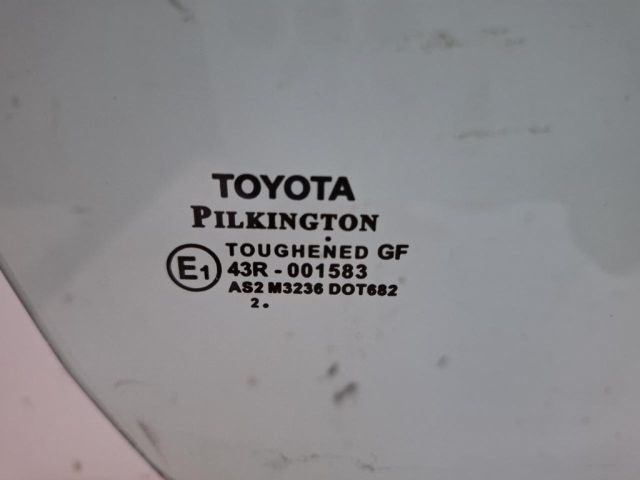 TOYOTA
PILKINGTON
TOUGHENED GF
E1
43R - 001583
AS2 M3236 DOT682
2.